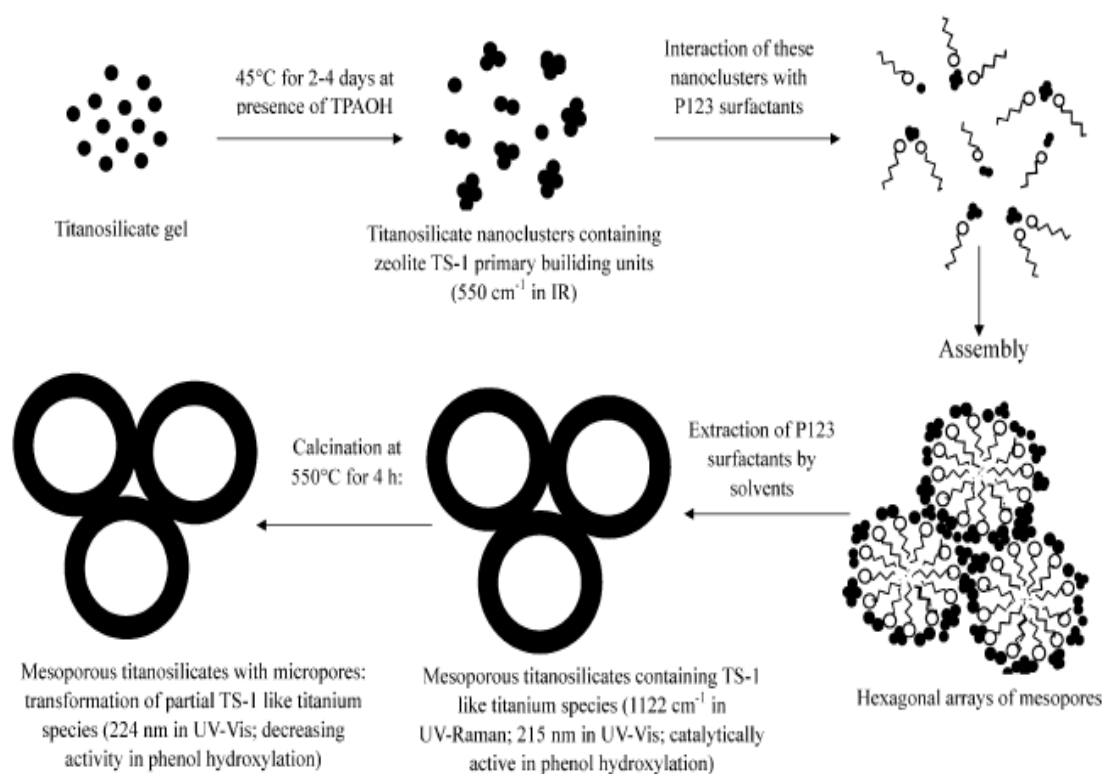 45°C for 2-4 days at
presence of TPAOH
Interaction of these
nanoclusters with
P123 surfactants
Titanosilicate gel
Titanosilicate nanoclusters containing
zeolite TS-1 primary builiding units
(550 cm⁻¹ in IR)
Assembly
Calcination at
550°C for 4 h:
Extraction of P123
surfactants by
solvents
Mesoporous titanosilicates with micropores:
transformation of partial TS-1 like titanium
species (224 nm in UV-Vis; decreasing
activity in phenol hydroxylation)
Mesoporous titanosilicates containing TS-1
like titanium species (1122 cm⁻¹ in
UV-Raman; 215 nm in UV-Vis; catalytically
active in phenol hydroxylation)
Hexagonal arrays of mesopores